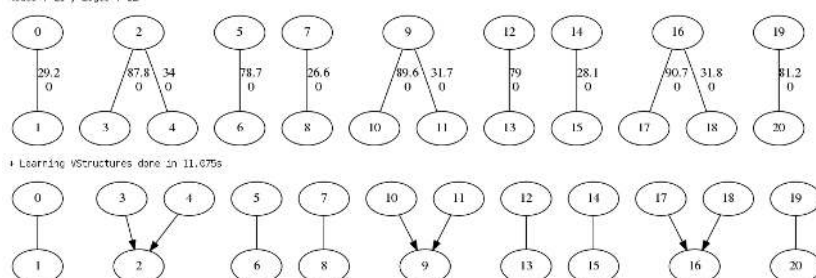 0 2 5 7 9 12 14 16 19
29.2 87.8 34 78.7 26.6 89.6 31.7 79 28.1 90.7 31.8 81.2
0 0 0 0 0 0 0 0 0 0 0 0
1 3 4 6 8 10 11 13 15 17 18 20
+ Learning VStructures done in 11.075s
0 3 4 5 7 10 11 12 14 17 18 19
1 2 6 8 9 13 15 16 20